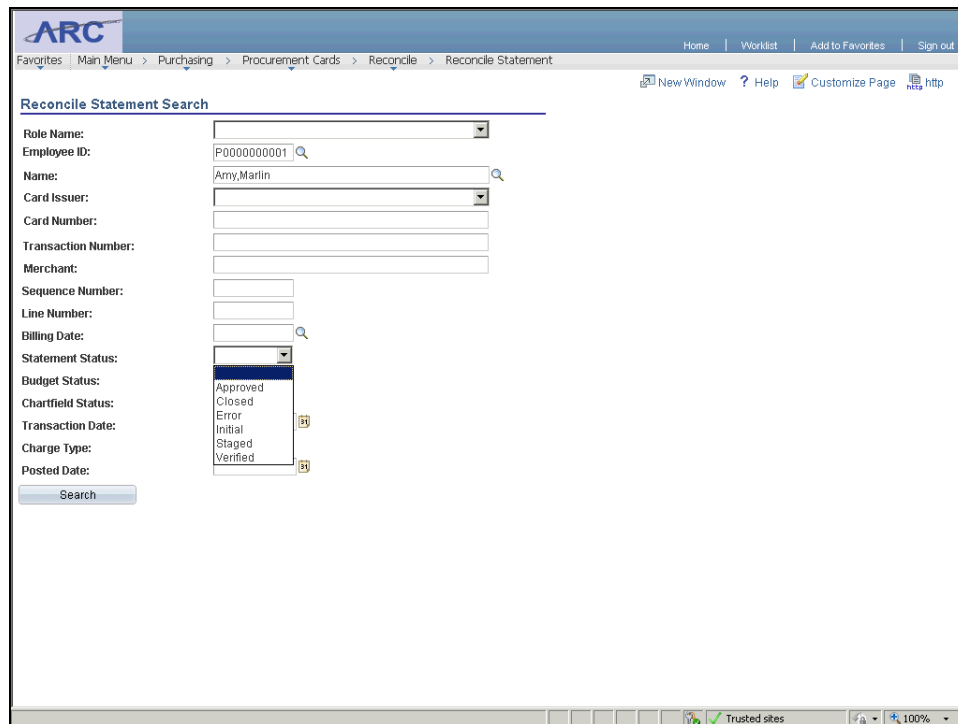 ARC
Home | Worklist | Add to Favorites | Sign out
Favorites Main Menu > Purchasing > Procurement Cards > Reconcile > Reconcile Statement
New Window ? Help Customize Page http
Reconcile Statement Search
Role Name:
Employee ID: P0000000001
Name: Amy,Marlin
Card Issuer:
Card Number:
Transaction Number:
Merchant:
Sequence Number:
Line Number:
Billing Date:
Statement Status:
Budget Status:
Approved
Chartfield Status:
Closed
Error
Transaction Date:
31
Initial
Charge Type:
Staged
Verified
Posted Date:
31
Search
Trusted sites 100%